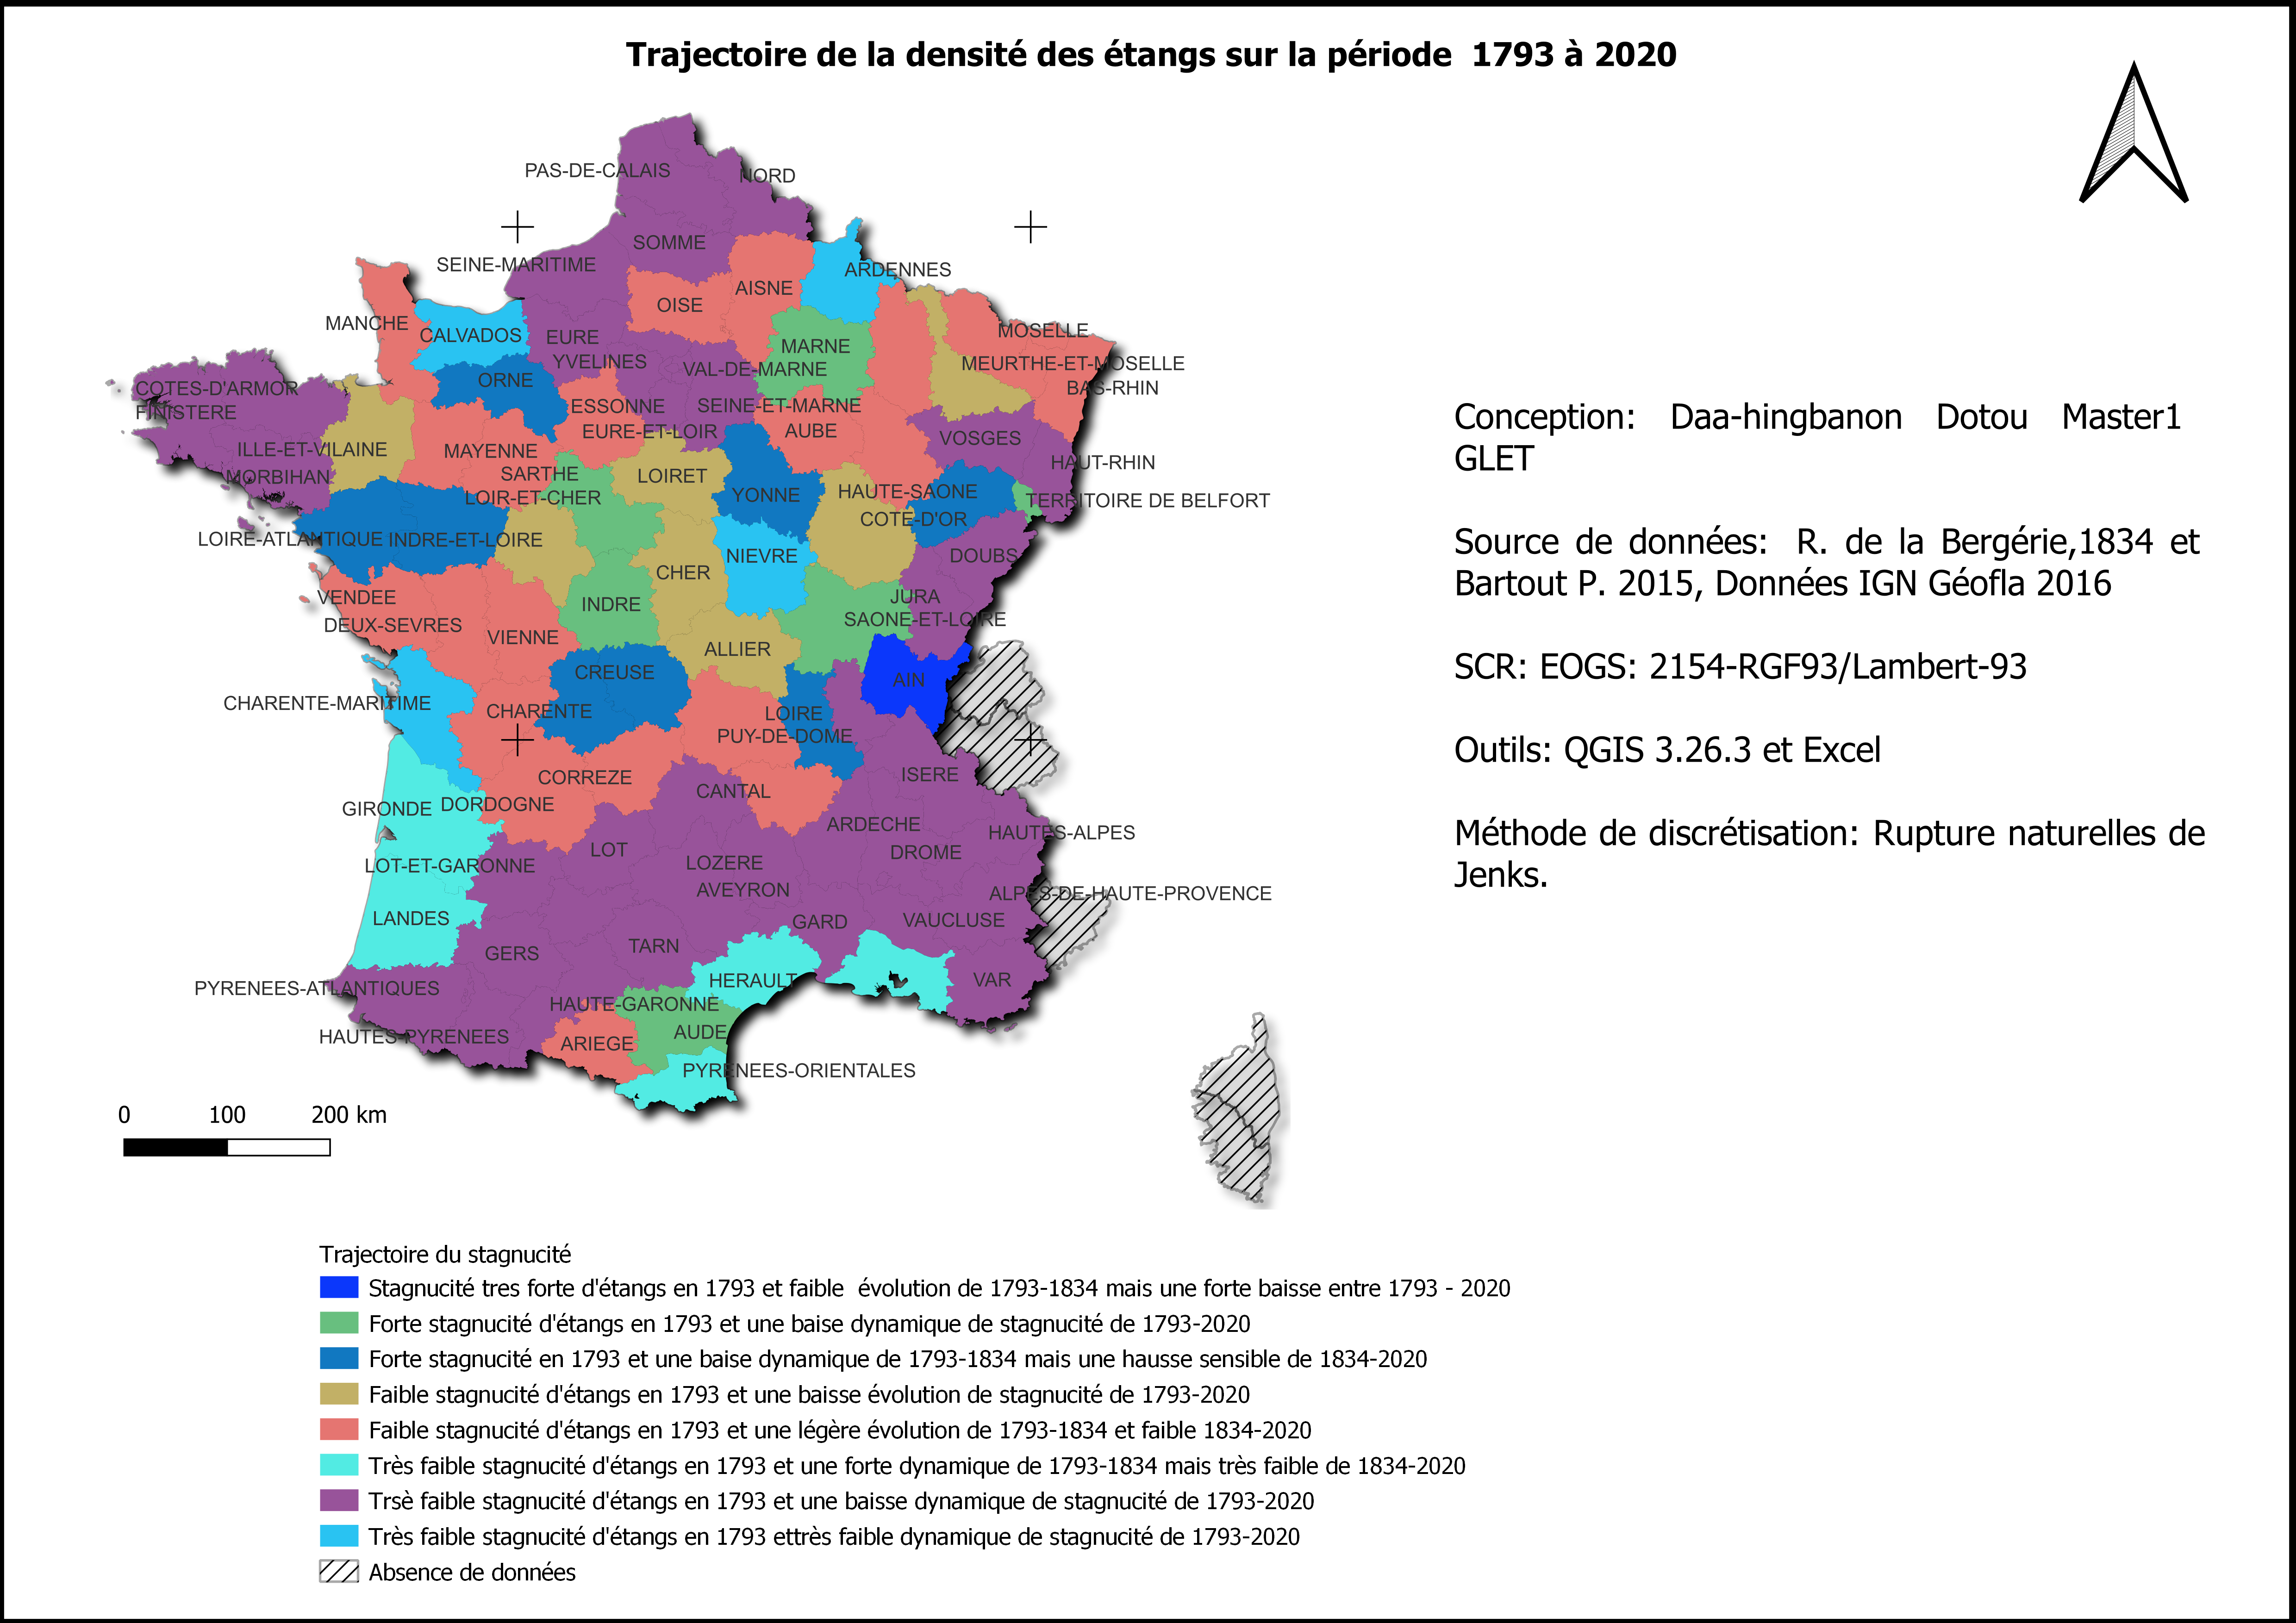 Trajectoire de la densité des étangs sur la période 1793 à 2020
PAS-DE-CALAIS
NORD
SOMME
SEINE-MARITIME
ARDENNES
AISNE
OISE
MANCHE
CALVADOS
EURE
MARNE
MOSELLE
YVELINES
VAL-DE-MARNE
MEURTHE-ET-MOSELLE
COTES-D'ARMOR
ORNE
BAS-RHIN
FINISTERE
ESSONNE
SEINE-ET-MARNE
EURE-ET-LOIR
AUBE
VOSGES
ILLE-ET-VILAINE
MAYENNE
HAUT-RHIN
MORBIHAN
SARTHE
LOIRET
LOIR-ET-CHER
YONNE
HAUTE-SAONE
TERRITOIRE DE BELFORT
COTE-D'OR
LOIRE-ATLANTIQUE
INDRE-ET-LOIRE
NIEVRE
DOUBS
CHER
VENDEE
INDRE
JURA
DEUX-SEVRES
SAONE-ET-LOIRE
VIENNE
ALLIER
CREUSE
AIN
CHARENTE-MARITIME
CHARENTE
LOIRE
PUY-DE-DOME
CORREZE
ISERE
CANTAL
GIRONDE
DORDOGNE
ARDECHE
HAUTES-ALPES
LOT
DROME
LOT-ET-GARONNE
LOZERE
AVEYRON
ALPES-DE-HAUTE-PROVENCE
LANDES
GARD
VAUCLUSE
GERS
TARN
PYRENEES-ATLANTIQUES
HERAULT
VAR
HAUTE-GARONNE
HAUTES-PYRENEES
ARIEGE
AUDE
PYRENEES-ORIENTALES
0 100 200 km
Conception: Daa-hingbanon Dotou Master1
GLET
Source de données: R. de la Bergérie,1834 et
Bartout P. 2015, Données IGN Géofla 2016
SCR: EOGS: 2154-RGF93/Lambert-93
Outils: QGIS 3.26.3 et Excel
Méthode de discrétisation: Rupture naturelles de
Jenks.
Trajectoire du stagnucité
Stagnucité tres forte d'étangs en 1793 et faible évolution de 1793-1834 mais une forte baisse entre 1793 - 2020
Forte stagnucité d'étangs en 1793 et une baise dynamique de stagnucité de 1793-2020
Forte stagnucité en 1793 et une baise dynamique de 1793-1834 mais une hausse sensible de 1834-2020
Faible stagnucité d'étangs en 1793 et une baisse évolution de stagnucité de 1793-2020
Faible stagnucité d'étangs en 1793 et une légère évolution de 1793-1834 et faible 1834-2020
Très faible stagnucité d'étangs en 1793 et une forte dynamique de 1793-1834 mais très faible de 1834-2020
Trsè faible stagnucité d'étangs en 1793 et une baisse dynamique de stagnucité de 1793-2020
Très faible stagnucité d'étangs en 1793 ettrès faible dynamique de stagnucité de 1793-2020
Absence de données